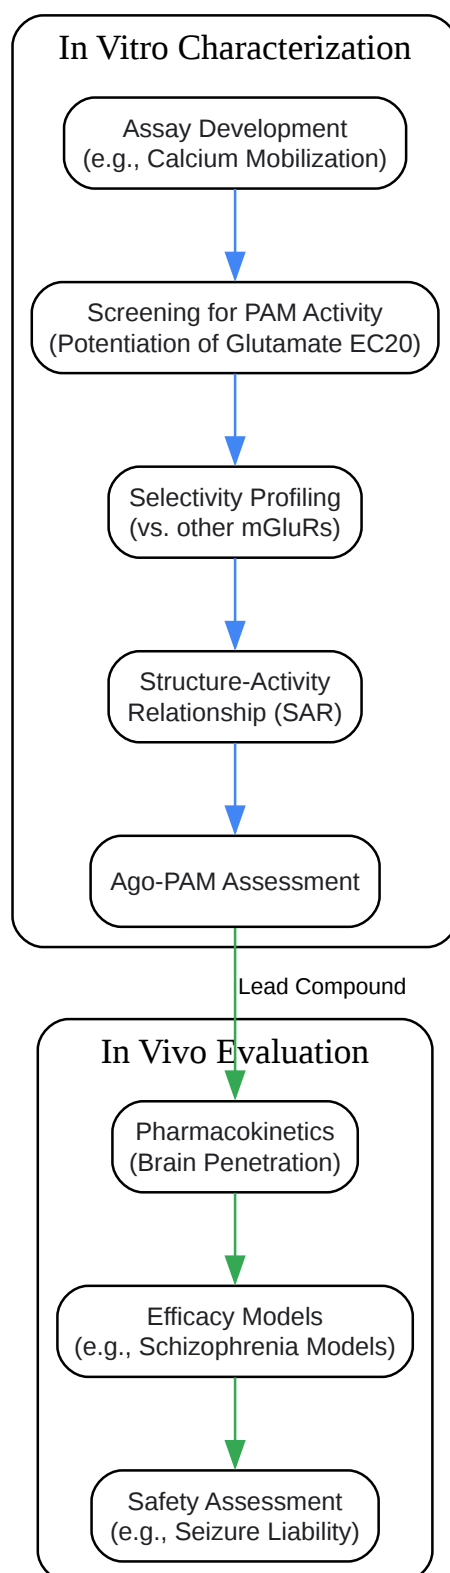 In Vitro Characterization
Assay Development
(e.g., Calcium Mobilization)
Screening for PAM Activity
(Potentiation of Glutamate EC20)
Selectivity Profiling
(vs. other mGluRs)
Structure-Activity
Relationship (SAR)
Ago-PAM Assessment
Lead Compound
In Vivo Evaluation
Pharmacokinetics
(Brain Penetration)
Efficacy Models
(e.g., Schizophrenia Models)
Safety Assessment
(e.g., Seizure Liability)